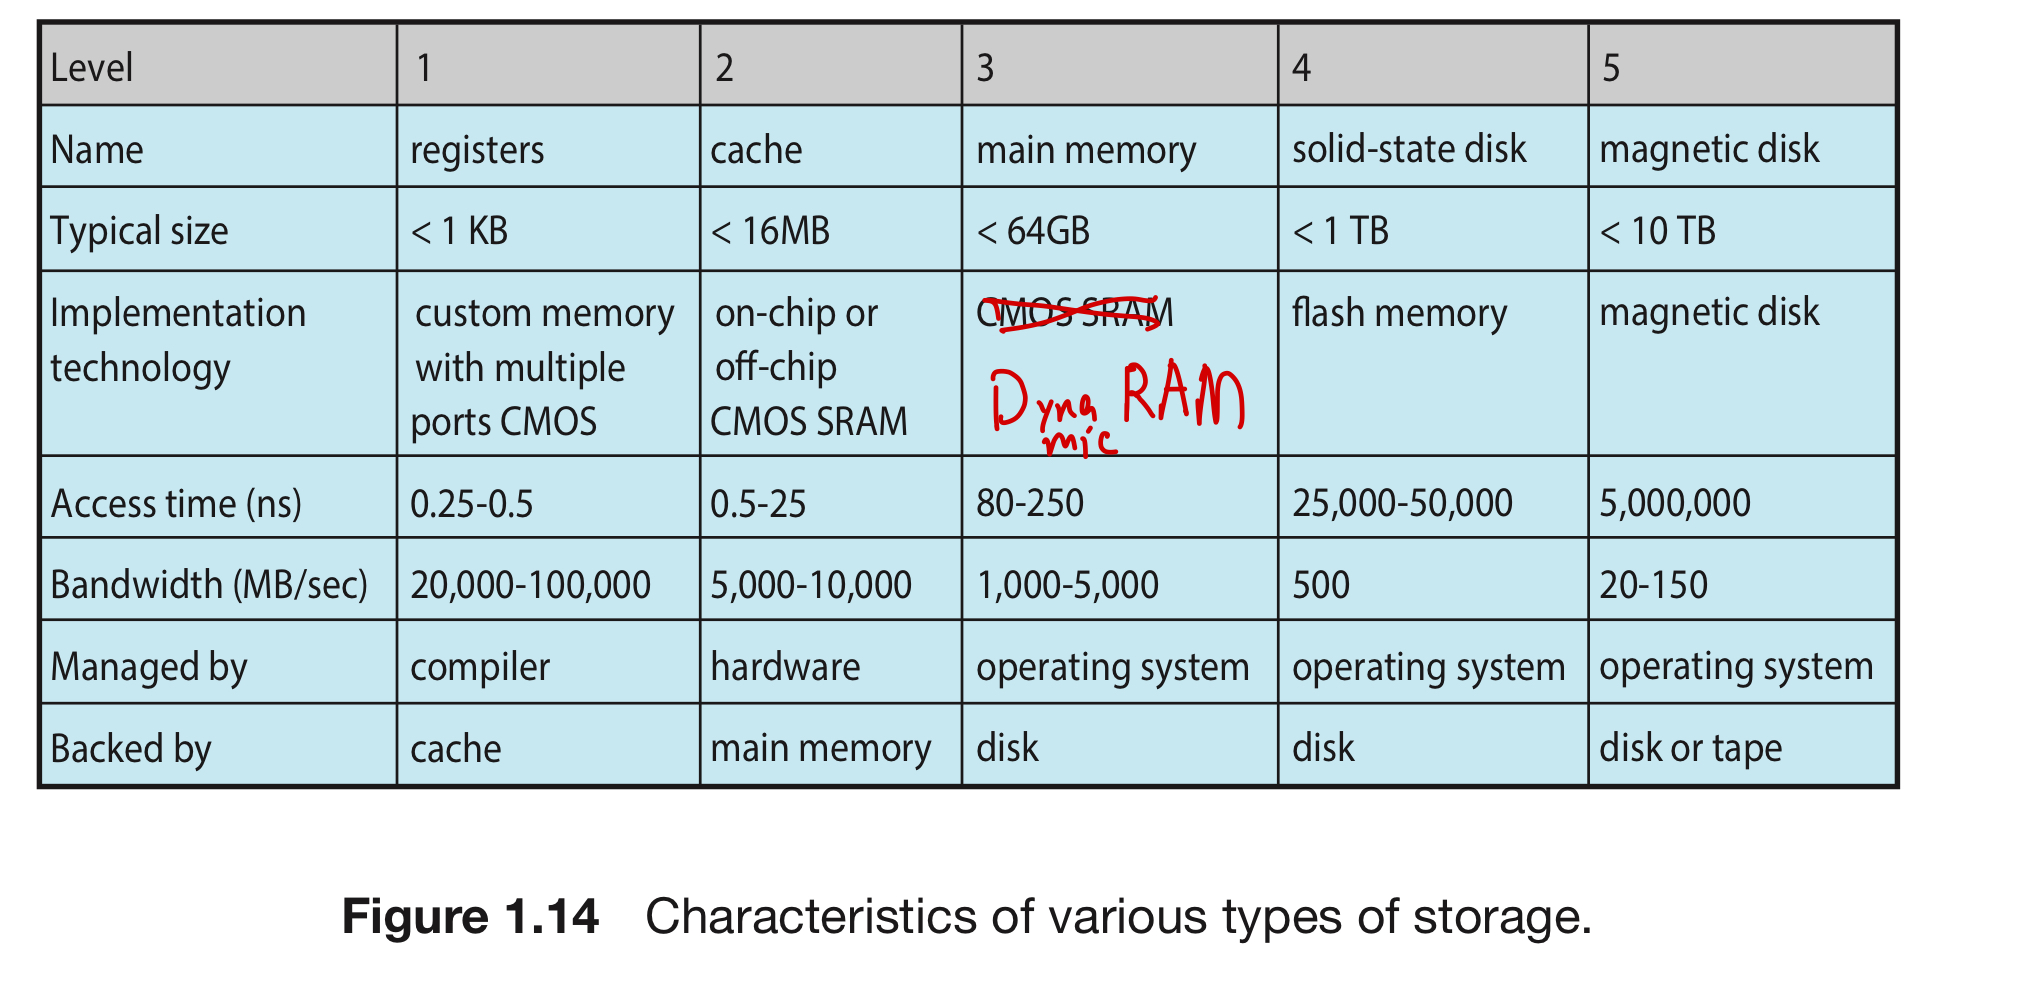 Level 1 2 3 4 5
Name registers cache main memory solid-state disk magnetic disk
Typical size < 1 KB < 16MB < 64GB < 1 TB < 10 TB
Implementation custom memory on-chip or CMOS SRAM flash memory magnetic disk
technology with multiple off-chip Dyna RAM
ports CMOS CMOS SRAM mic
Access time (ns) 0.25-0.5 0.5-25 80-250 25,000-50,000 5,000,000
Bandwidth (MB/sec) 20,000-100,000 5,000-10,000 1,000-5,000 500 20-150
Managed by compiler hardware operating system operating system operating system
Backed by cache main memory disk disk disk or tape
Figure 1.14 Characteristics of various types of storage.